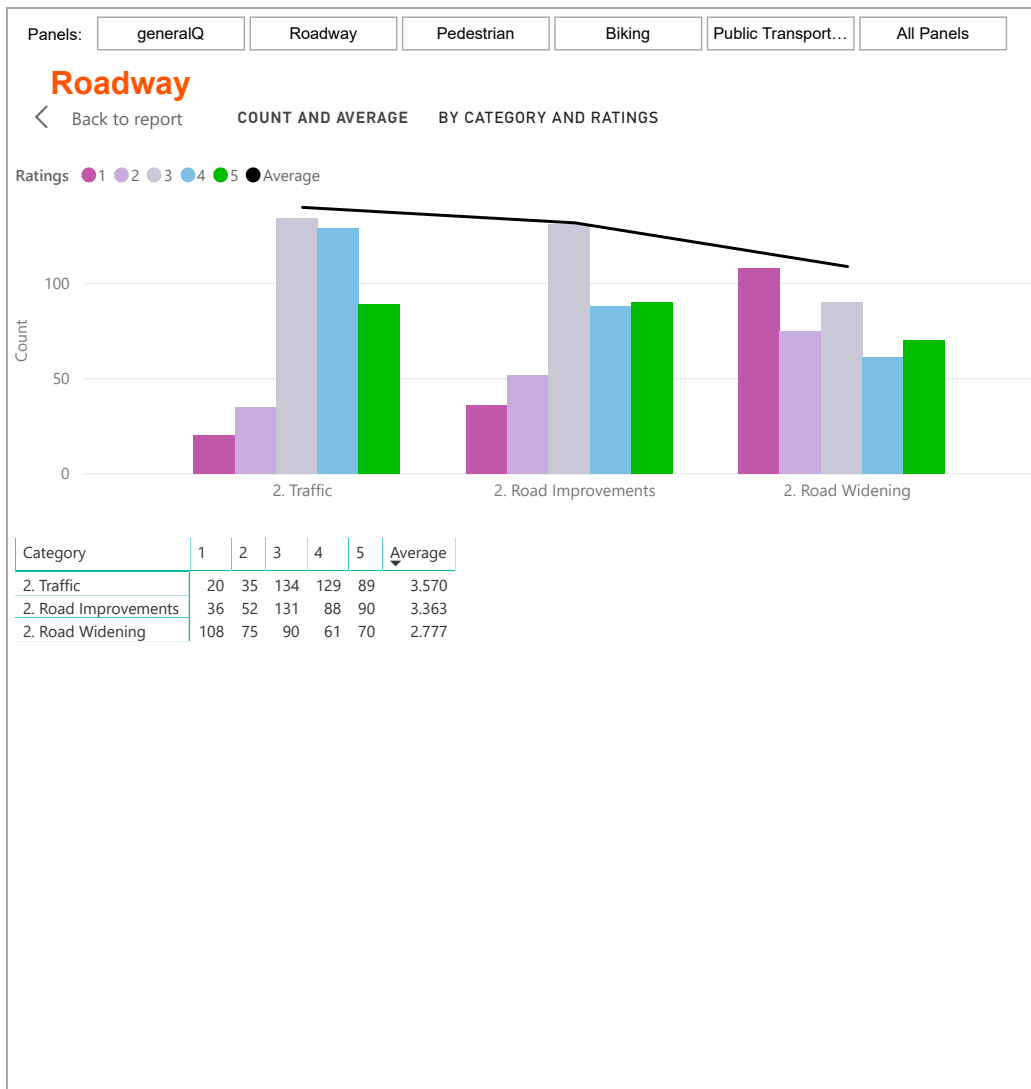 Panels: generalQ Roadway Pedestrian Biking Public Transport… All Panels
Roadway
Back to report COUNT AND AVERAGE BY CATEGORY AND RATINGS
Ratings 1 2 3 4 5 Average
100
50
0
Count
2. Traffic 2. Road Improvements 2. Road Widening
Category 1 2 3 4 5 Average
2. Traffic 20 35 134 129 89 3.570
2. Road Improvements 36 52 131 88 90 3.363
2. Road Widening 108 75 90 61 70 2.777